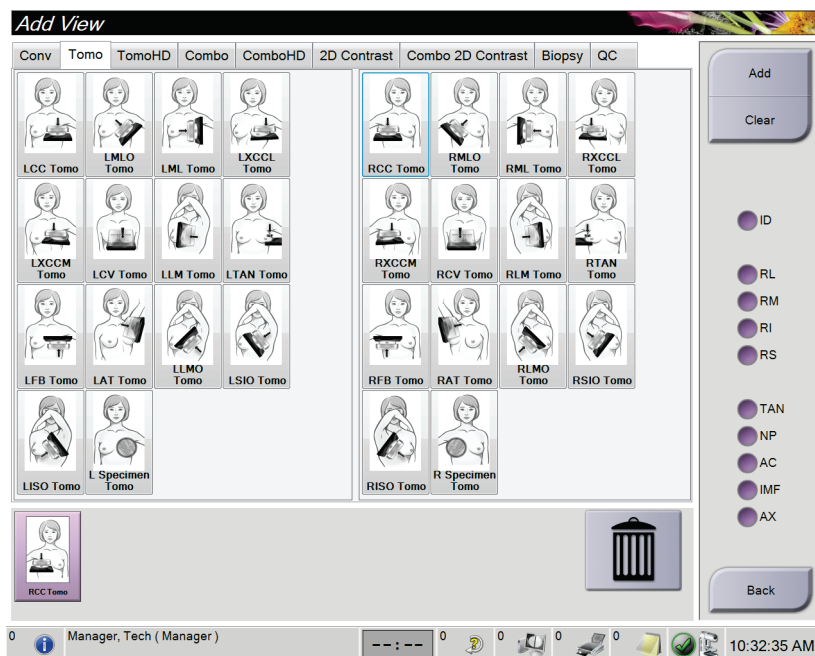 Add View
Conv Tomo TomoHD Combo ComboHD 2D Contrast Combo 2D Contrast Biopsy QC
LCC Tomo
LMLO
Tomo
LML Tomo
LXCCL
Tomo
RCC Tomo
RMLO
Tomo
RML Tomo
RXCCL
Tomo
LXCCM
Tomo
LCV Tomo
LLM Tomo
LTAN Tomo
RXCCM
Tomo
RCV Tomo
RLM Tomo
RTAN
Tomo
LFB Tomo
LAT Tomo
LLMO
Tomo
LSIO Tomo
RFB Tomo
RAT Tomo
RLMO
Tomo
RSIO Tomo
LISO Tomo
L Specimen
Tomo
RISO Tomo
R Specimen
Tomo
Add
Clear
ID
RL
RM
RI
RS
TAN
NP
AC
IMF
AX
Back
RCC Tomo
0 Manager, Tech ( Manager ) --:-- 0 0 0 0 10:32:35 AM